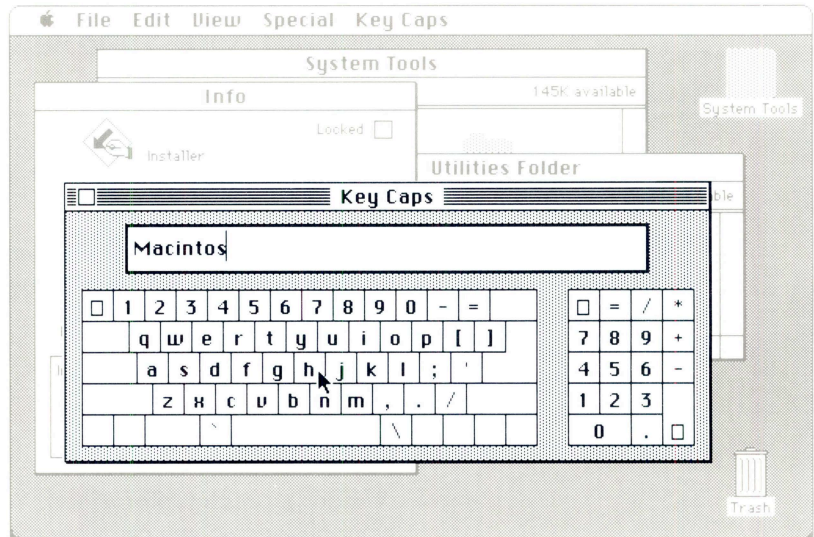 File Edit View Special Key Caps
System Tools
145K available
Info
Locked
Installer
System Tools
Utilities Folder
ble
Key Caps
Macintos
1 2 3 4 5 6 7 8 9 0 - = = / *
q w e r t y u i o p [ ] 7 8 9 +
a s d f g h j k l ; ' 4 5 6 -
z x c v b n m , . / 1 2 3
` \ 0 .
Trash